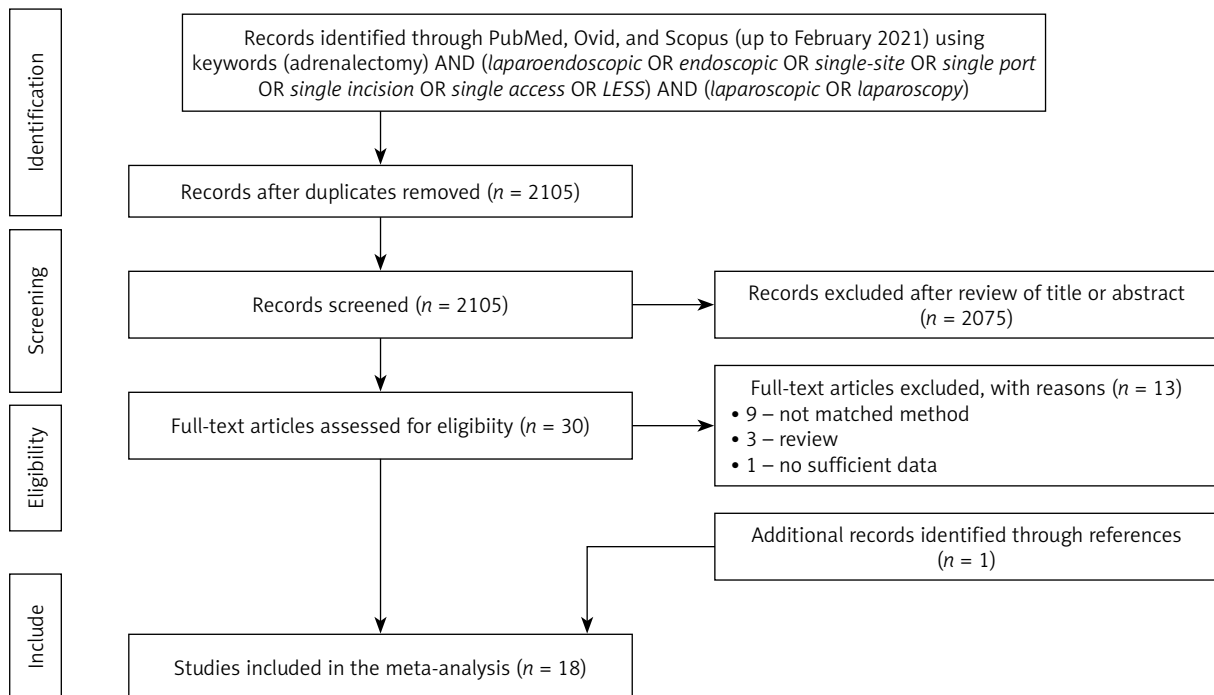 Identification
Records identified through PubMed, Ovid, and Scopus (up to February 2021) using
keywords (adrenalectomy) AND (laparoendoscopic OR endoscopic OR single-site OR single port
OR single incision OR single access OR LESS) AND (laparoscopic OR laparoscopy)
Records after duplicates removed (n = 2105)
Screening
Records screened (n = 2105)
Records excluded after review of title or abstract
(n = 2075)
Eligibility
Full-text articles assessed for eligibiity (n = 30)
Full-text articles excluded, with reasons (n = 13)
• 9 – not matched method
• 3 – review
• 1 – no sufficient data
Additional records identified through references
(n = 1)
Include
Studies included in the meta-analysis (n = 18)